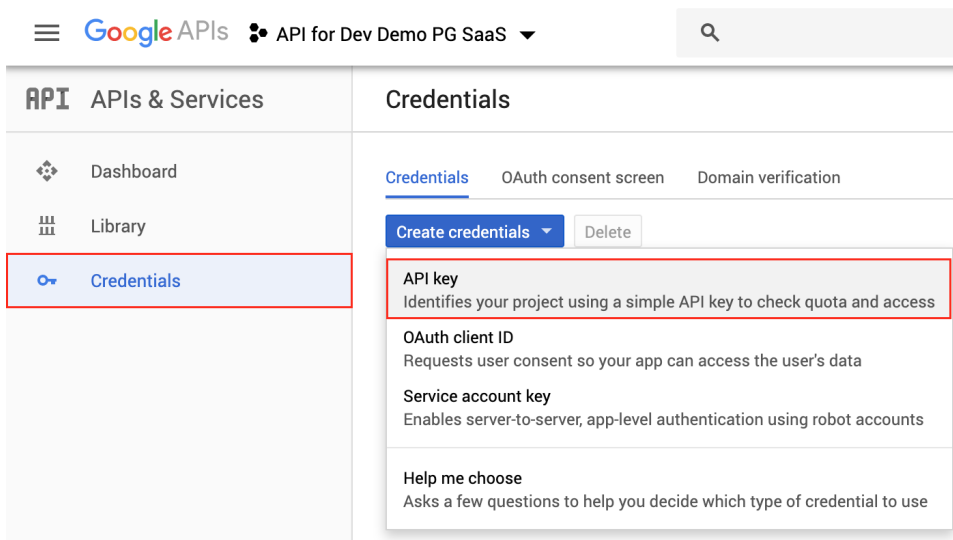 Google APIs API for Dev Demo PG SaaS
API APIs & Services
Credentials
Dashboard
Library
Credentials
Credentials OAuth consent screen Domain verification
Create credentials Delete
API key
Identifies your project using a simple API key to check quota and access
OAuth client ID
Requests user consent so your app can access the user's data
Service account key
Enables server-to-server, app-level authentication using robot accounts
Help me choose
Asks a few questions to help you decide which type of credential to use